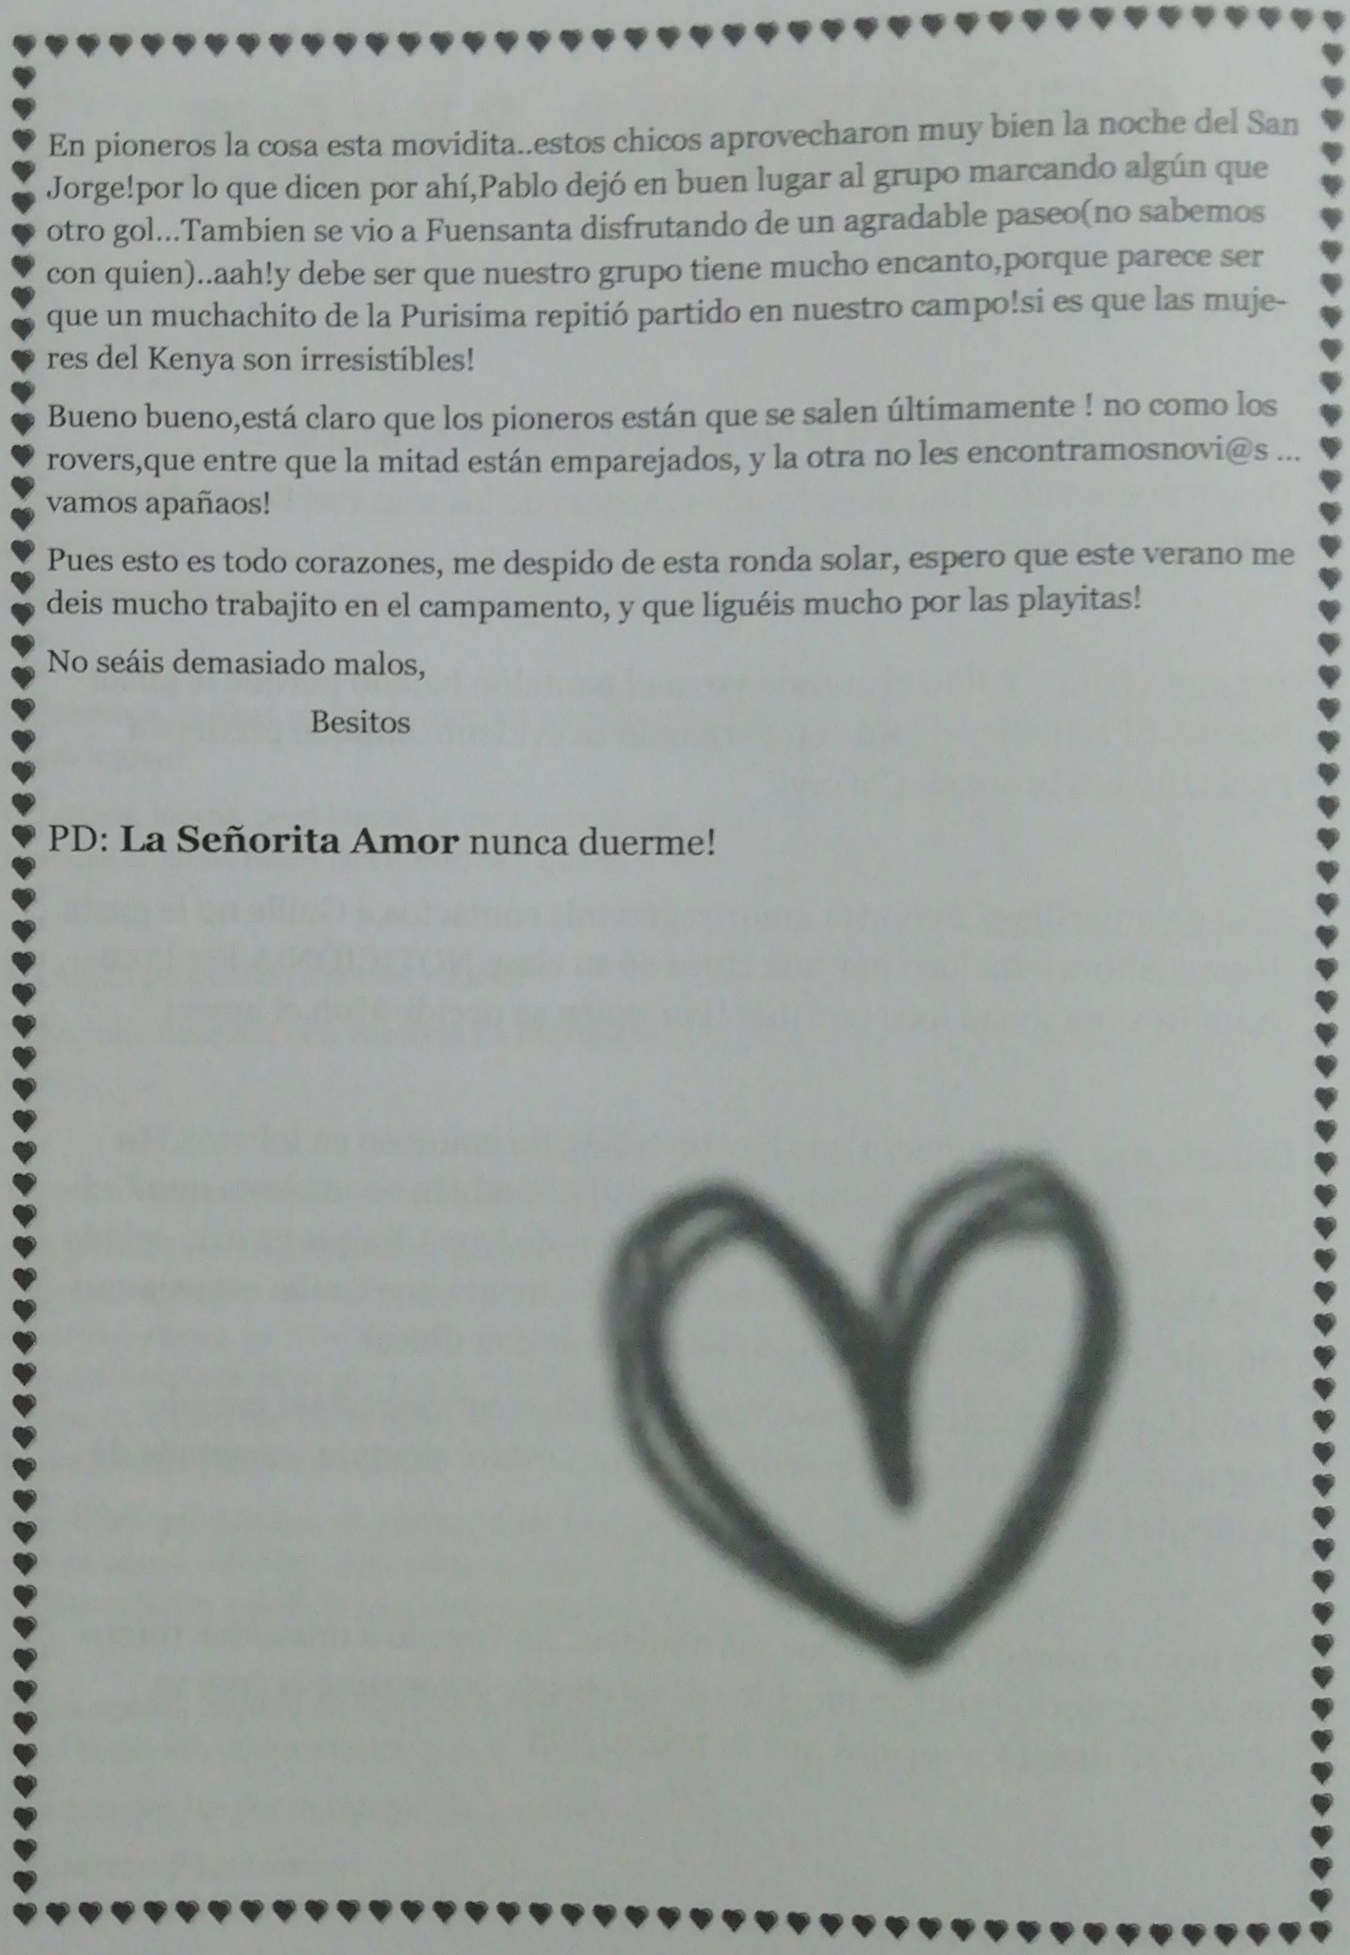 En pioneros la cosa esta movidita..estos chicos aprovecharon muy bien la noche del San
Jorge!por lo que dicen por ahí,Pablo dejó en buen lugar al grupo marcando algún que
otro gol...Tambien se vio a Fuensanta disfrutando de un agradable paseo(no sabemos
con quien)..aah!y debe ser que nuestro grupo tiene mucho encanto,porque parece ser
que un muchachito de la Purisima repitió partido en nuestro campo!si es que las muje-
res del Kenya son irresistibles!
Bueno bueno,está claro que los pioneros están que se salen últimamente ! no como los
rovers,que entre que la mitad están emparejados, y la otra no les encontramosnovi@s ...
vamos apañaos!
Pues esto es todo corazones, me despido de esta ronda solar, espero que este verano me
deis mucho trabajito en el campamento, y que liguéis mucho por las playitas!
No seáis demasiado malos,
Besitos
PD: La Señorita Amor nunca duerme!